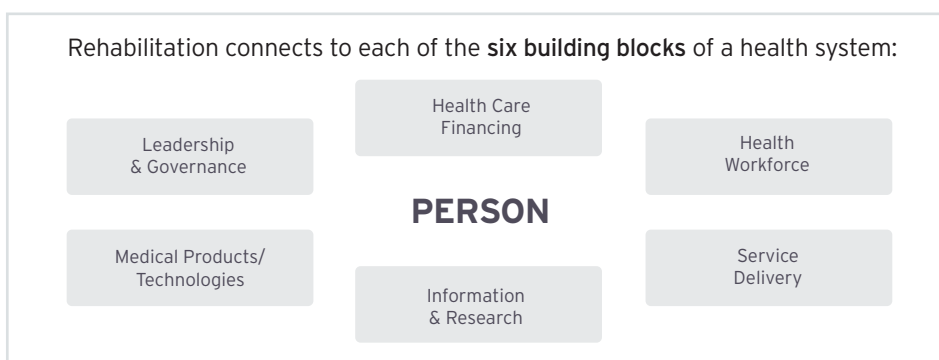 Rehabilitation connects to each of the six building blocks of a health system:
Health Care
Financing
Leadership
& Governance
Health
Workforce
PERSON
Medical Products/
Technologies
Service
Delivery
Information
& Research